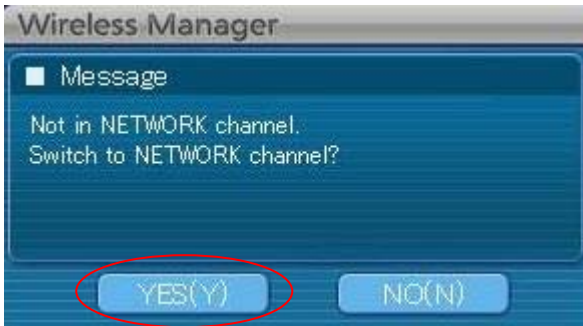 Wireless Manager
Message
Not in NETWORK channel.
Switch to NETWORK channel?
YES(Y) NO(N)